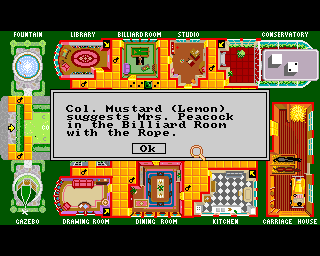 FOUNTAIN LIBRARY BILLIARD ROOM STUDIO CONSERVATORY
Col. Mustard (Lemon)
suggests Mrs. Peacock
in the Billiard Room
with the Rope.
Ok
GAZEBO DRAWING ROOM DINING ROOM KITCHEN CARRIAGE HOUSE